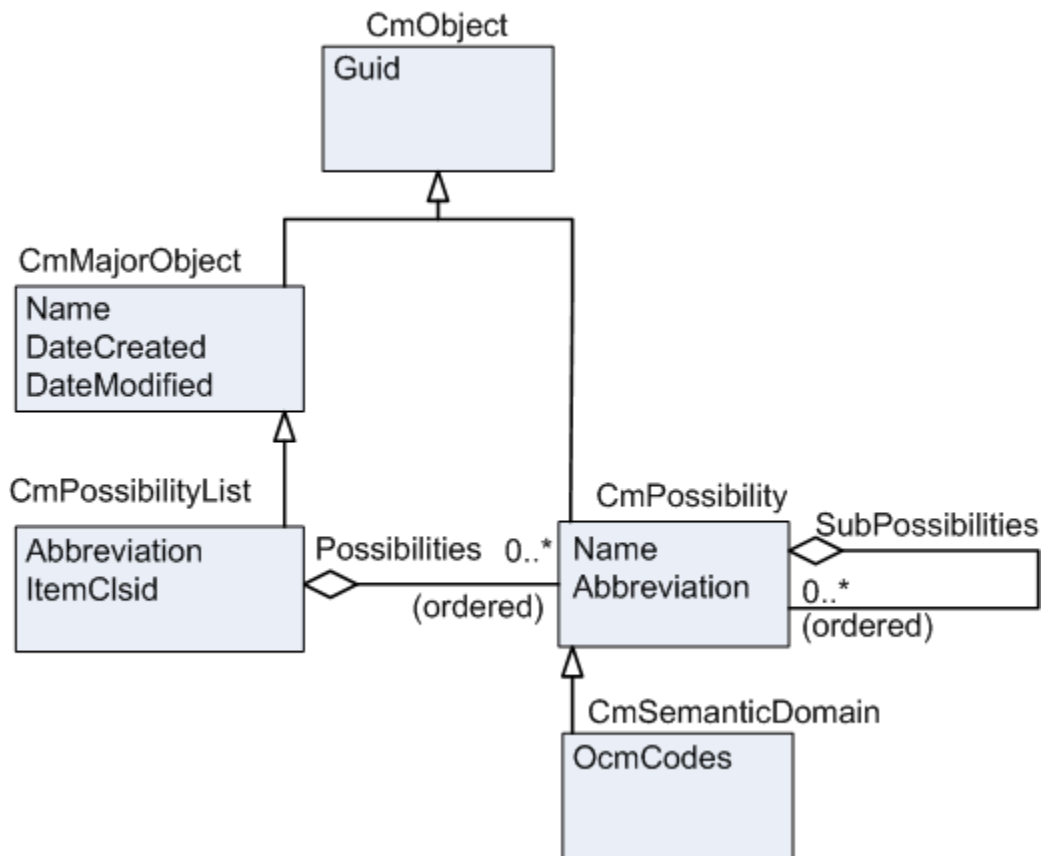 CmObject
Guid
CmMajorObject
Name
DateCreated
DateModified
CmPossibilityList
Abbreviation
ItemClsid
Possibilities 0..*
(ordered)
CmPossibility
Name
Abbreviation
SubPossibilities
0..*
(ordered)
CmSemanticDomain
OcmCodes